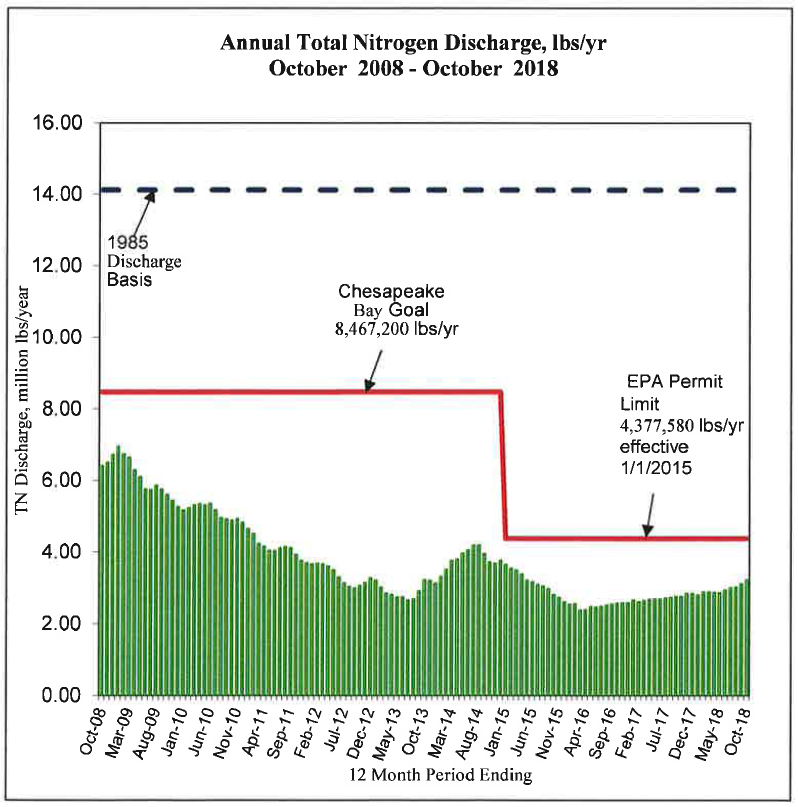 Annual Total Nitrogen Discharge, lbs/yr
October 2008 - October 2018
TN Discharge, million lbs/year
16.00
14.00
12.00
10.00
8.00
6.00
4.00
2.00
0.00
1985
Discharge
Basis
Chesapeake
Bay Goal
8,467,200 lbs/yr
EPA Permit
Limit
4,377,580 lbs/yr
effective
1/1/2015
Oct-08
Mar-09
Aug-09
Jan-10
Jun-10
Nov-10
Apr-11
Sep-11
Feb-12
Jul-12
Dec-12
May-13
Oct-13
Mar-14
Aug-14
Jan-15
Jun-15
Nov-15
Apr-16
Sep-16
Feb-17
Jul-17
Dec-17
May-18
Oct-18
12 Month Period Ending